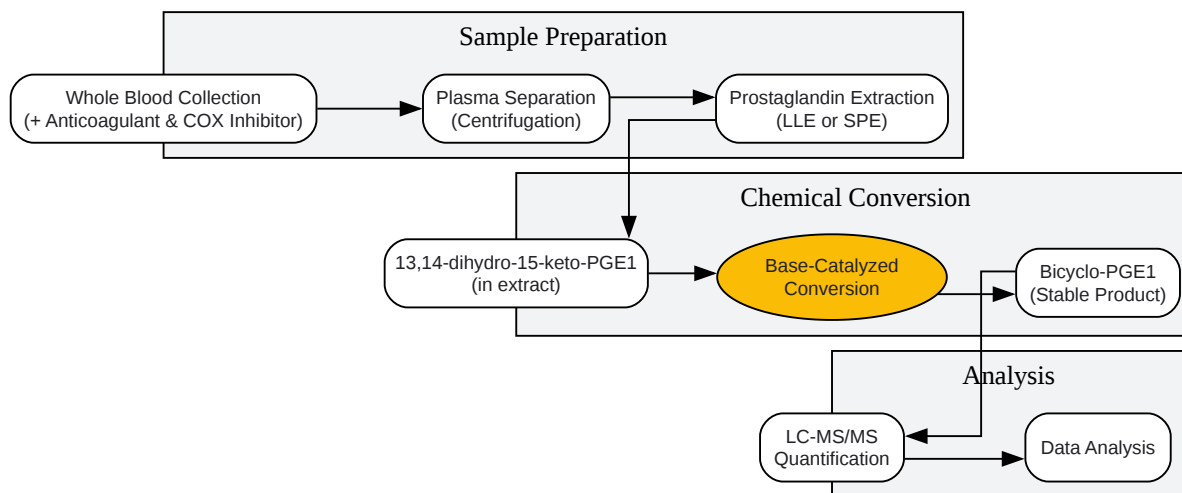 Sample Preparation
Whole Blood Collection
(+ Anticoagulant & COX Inhibitor)
Plasma Separation
(Centrifugation)
Prostaglandin Extraction
(LLE or SPE)
Chemical Conversion
13,14-dihydro-15-keto-PGE1
(in extract)
Base-Catalyzed
Conversion
Bicyclo-PGE1
(Stable Product)
Analysis
LC-MS/MS
Quantification
Data Analysis